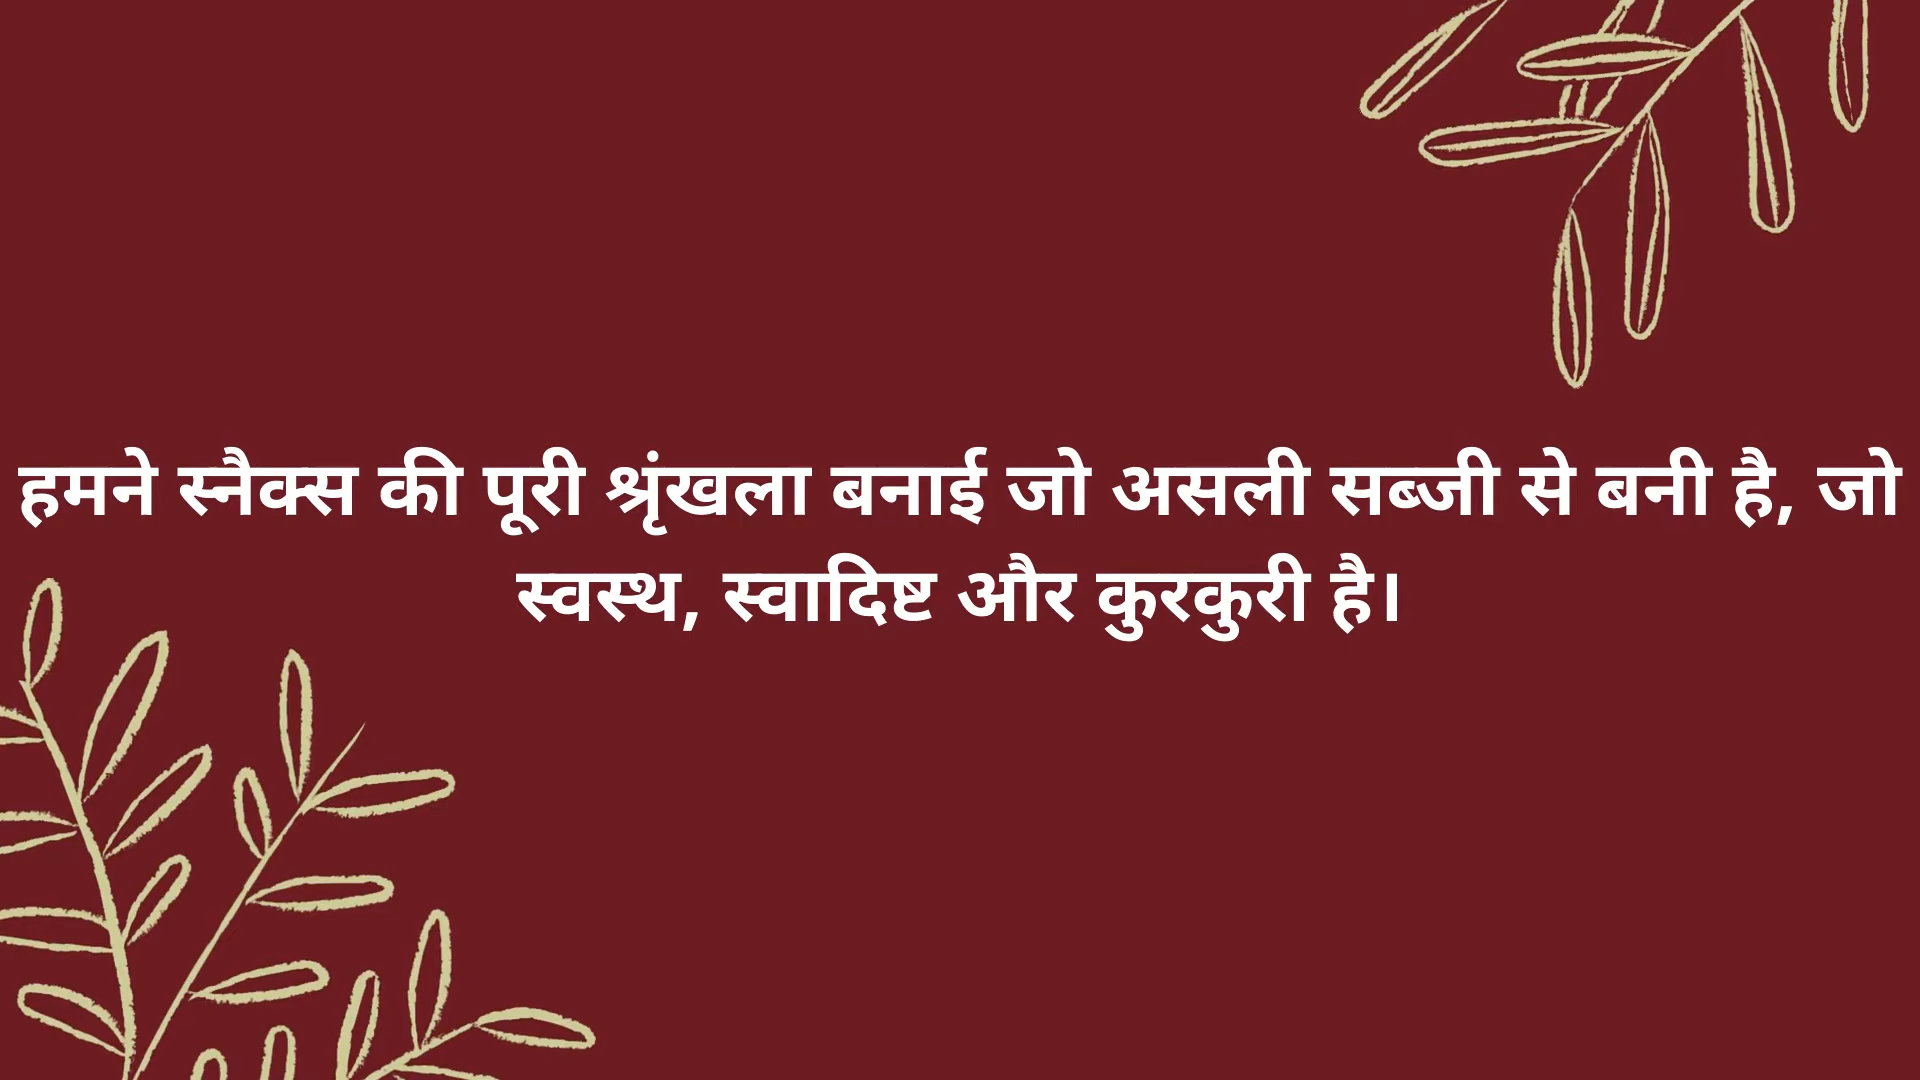 हमने स्नैक्स की पूरी श्रृंखला बनाई जो असली सब्जी से बनी है, जो
स्वस्थ, स्वादिष्ट और कुरकुरी है।